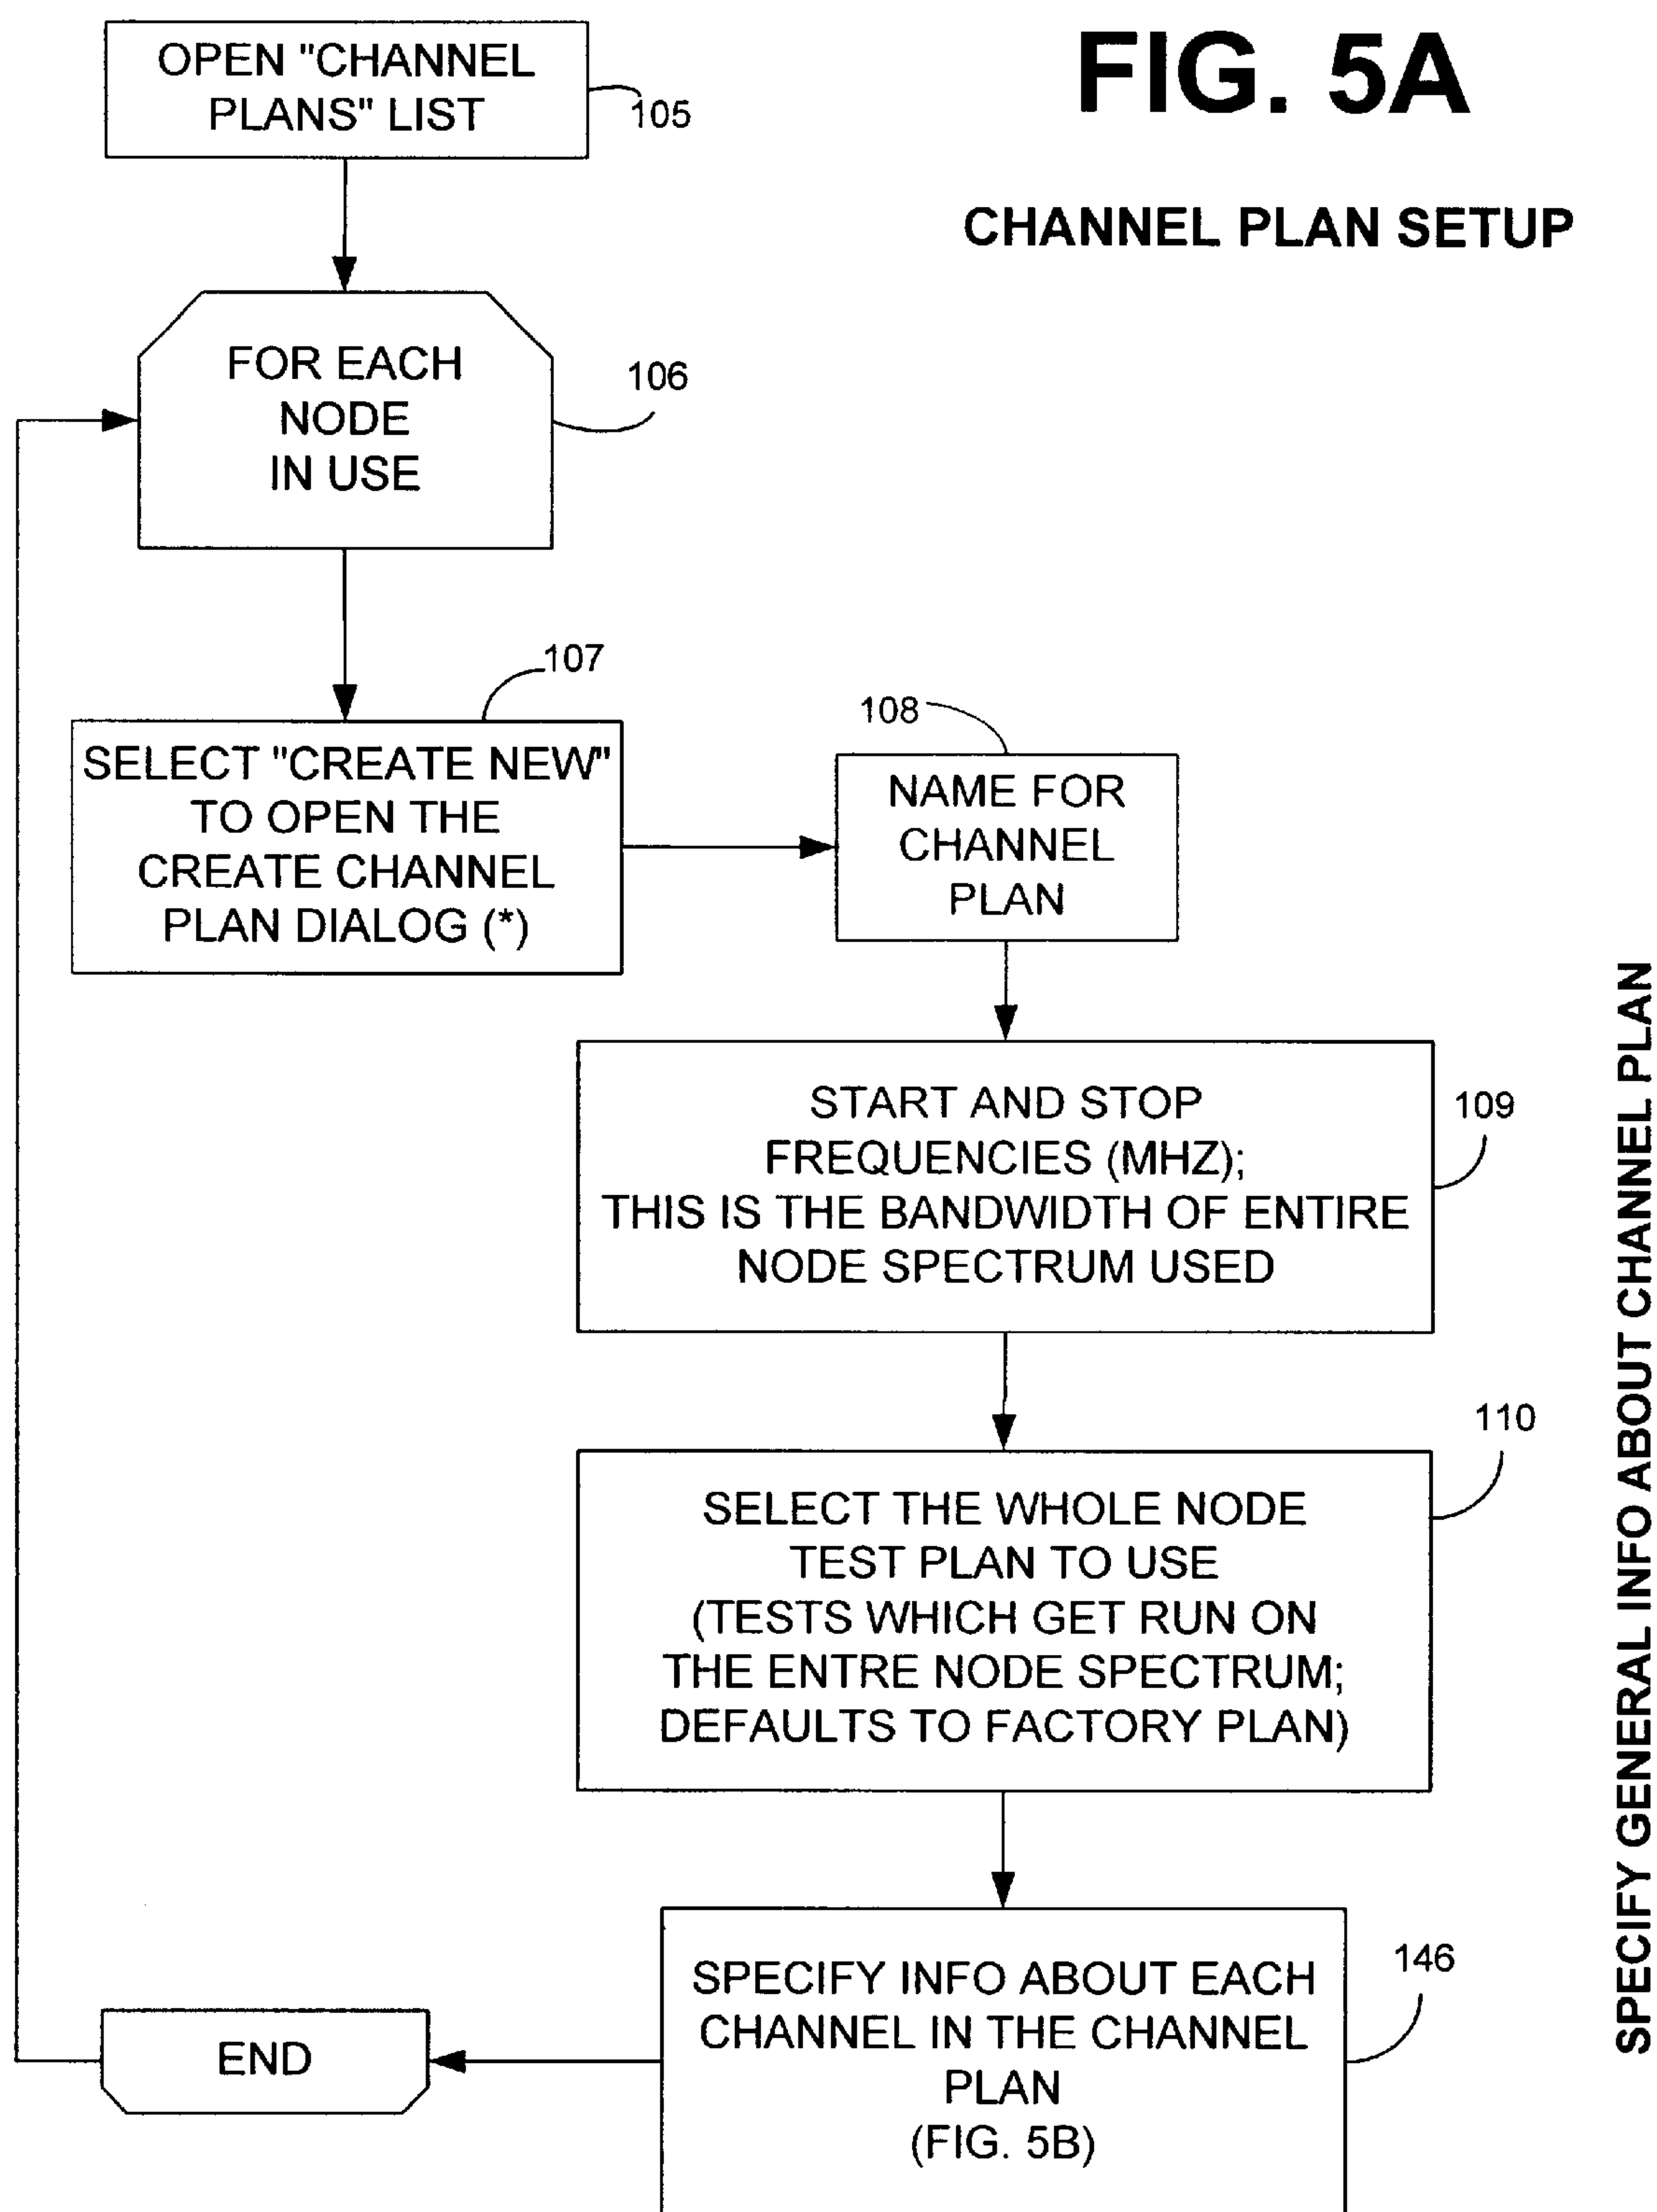 FIG. 5A
CHANNEL PLAN SETUP
OPEN "CHANNEL
PLANS" LIST
105
FOR EACH
NODE
IN USE
106
107
SELECT "CREATE NEW"
TO OPEN THE
CREATE CHANNEL
PLAN DIALOG (*)
108
NAME FOR
CHANNEL
PLAN
START AND STOP
FREQUENCIES (MHZ);
THIS IS THE BANDWIDTH OF ENTIRE
NODE SPECTRUM USED
109
110
SELECT THE WHOLE NODE
TEST PLAN TO USE
(TESTS WHICH GET RUN ON
THE ENTRE NODE SPECTRUM;
DEFAULTS TO FACTORY PLAN)
SPECIFY INFO ABOUT EACH
CHANNEL IN THE CHANNEL
PLAN
(FIG. 5B)
146
END
SPECIFY GENERAL INFO ABOUT CHANNEL PLAN